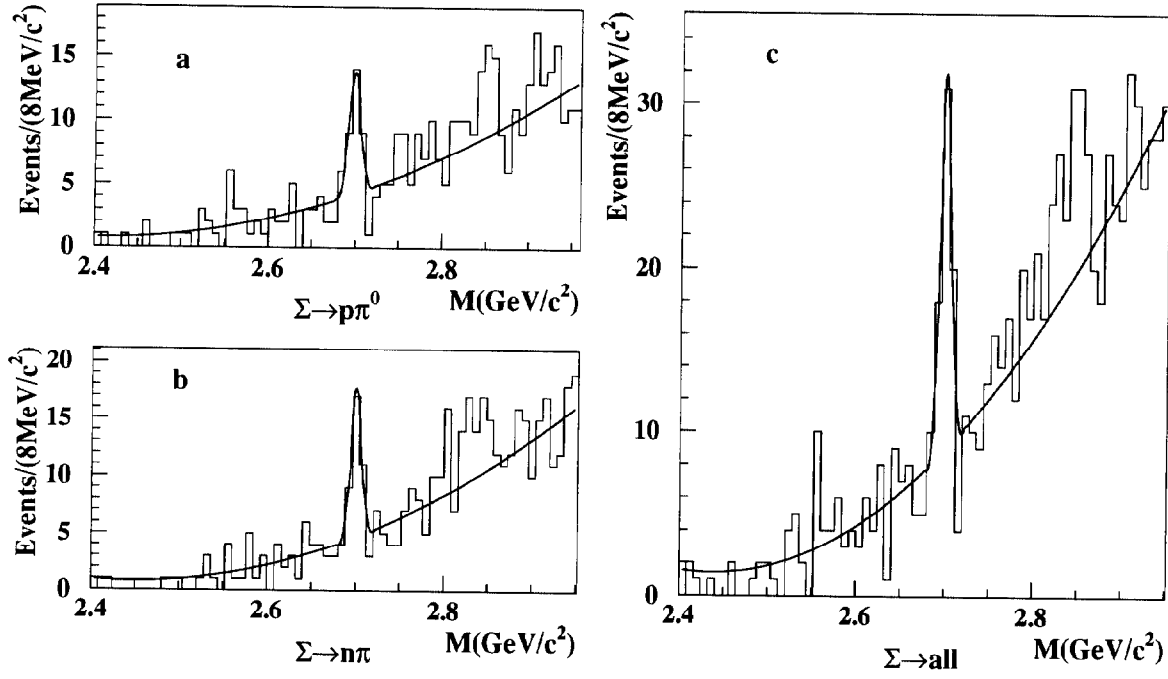 a
Events/(8MeV/c²)
15
10
5
0
2.4
2.6
2.8
M(GeV/c²)
Σ→pπ⁰
b
Events/(8MeV/c²)
20
15
10
5
0
2.4
2.6
2.8
M(GeV/c²)
Σ→nπ
c
Events/(8MeV/c²)
30
20
10
0
2.4
2.6
2.8
M(GeV/c²)
Σ→all